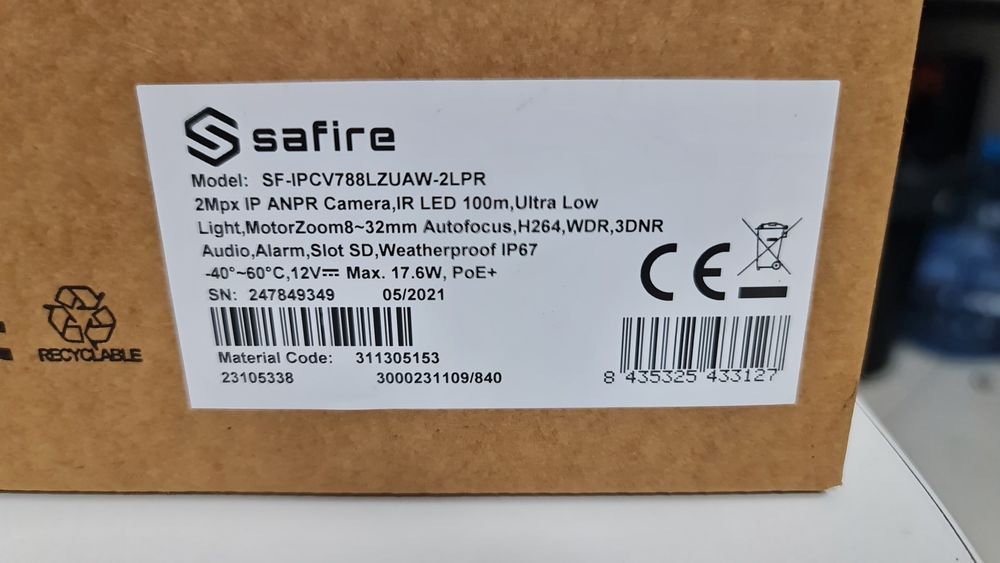 safire
Model: SF-IPCV788LZUAW-2LPR
2Mpx IP ANPR Camera,IR LED 100m,Ultra Low
Light,MotorZoom8~32mm Autofocus,H264,WDR,3DNR
Audio,Alarm,Slot SD,Weatherproof IP67
-40°~60°C,12V⎓ Max. 17.6W, PoE+
SN: 247849349 05/2021
Material Code: 311305153
23105338 3000231109/840
CE
8 435325 433127
RECYCLABLE